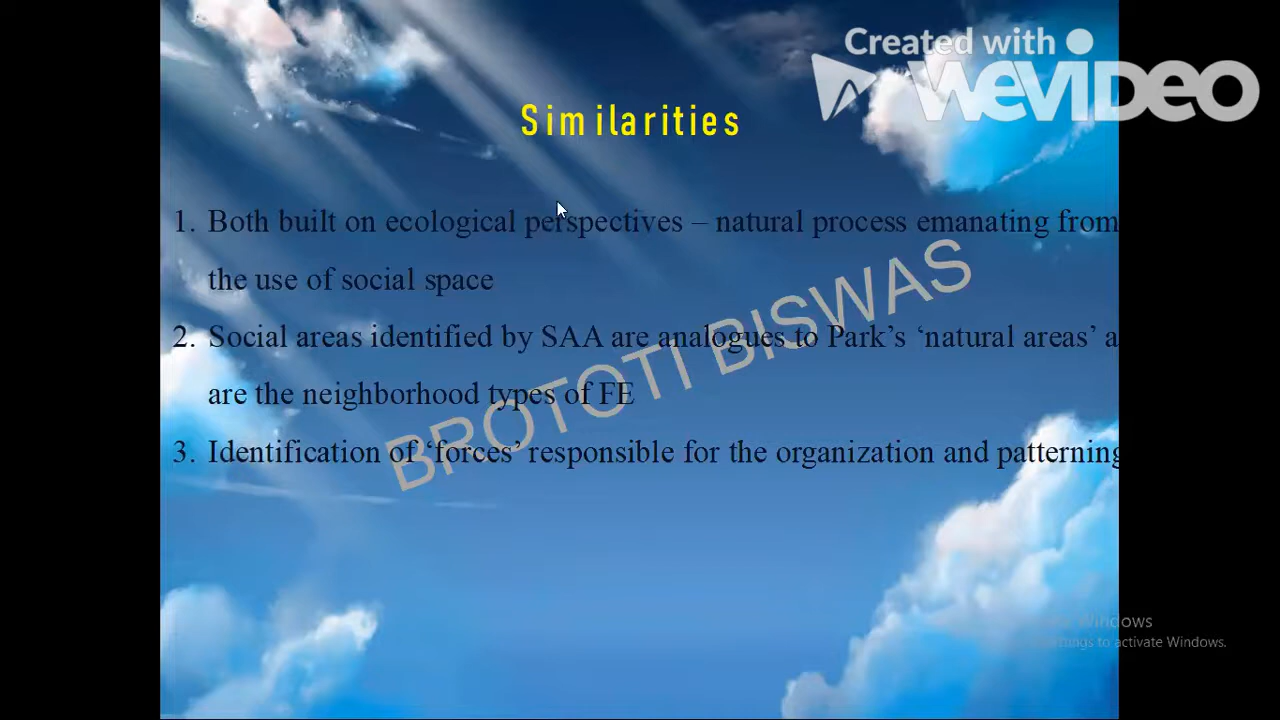 Created with
WEVIDEO
Similarities
1. Both built on ecological perspectives – natural process emanating from
the use of social space
2. Social areas identified by SAA are analogues to Park’s ‘natural areas’ a
are the neighborhood types of FE
3. Identification of ‘forces’ responsible for the organization and patterning
BROTOTI BISWAS
Windows
to activate Windows.